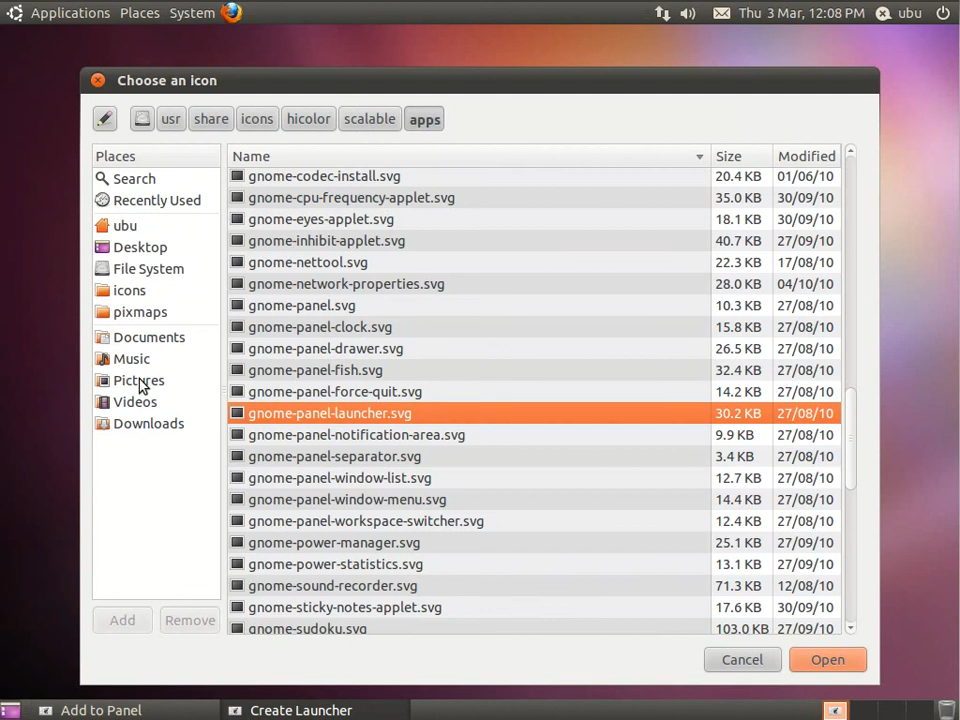 Applications Places System Thu 3 Mar, 12:08 PM ubu
Choose an icon
usr share icons hicolor scalable apps
Places
Search
Recently Used
ubu
Desktop
File System
icons
pixmaps
Documents
Music
Pictures
Videos
Downloads
Add Remove
Name Size Modified
gnome-codec-install.svg 20.4 KB 01/06/10
gnome-cpu-frequency-applet.svg 35.0 KB 30/09/10
gnome-eyes-applet.svg 18.1 KB 30/09/10
gnome-inhibit-applet.svg 40.7 KB 27/09/10
gnome-nettool.svg 22.3 KB 17/08/10
gnome-network-properties.svg 28.0 KB 04/10/10
gnome-panel.svg 10.3 KB 27/08/10
gnome-panel-clock.svg 15.8 KB 27/08/10
gnome-panel-drawer.svg 26.5 KB 27/08/10
gnome-panel-fish.svg 32.4 KB 27/08/10
gnome-panel-force-quit.svg 14.2 KB 27/08/10
gnome-panel-launcher.svg 30.2 KB 27/08/10
gnome-panel-notification-area.svg 9.9 KB 27/08/10
gnome-panel-separator.svg 3.4 KB 27/08/10
gnome-panel-window-list.svg 12.7 KB 27/08/10
gnome-panel-window-menu.svg 14.4 KB 27/08/10
gnome-panel-workspace-switcher.svg 12.4 KB 27/08/10
gnome-power-manager.svg 25.1 KB 27/09/10
gnome-power-statistics.svg 13.1 KB 27/09/10
gnome-sound-recorder.svg 71.3 KB 12/08/10
gnome-sticky-notes-applet.svg 17.6 KB 30/09/10
gnome-sudoku.svg 103.0 KB 27/09/10
Cancel Open
Add to Panel Create Launcher